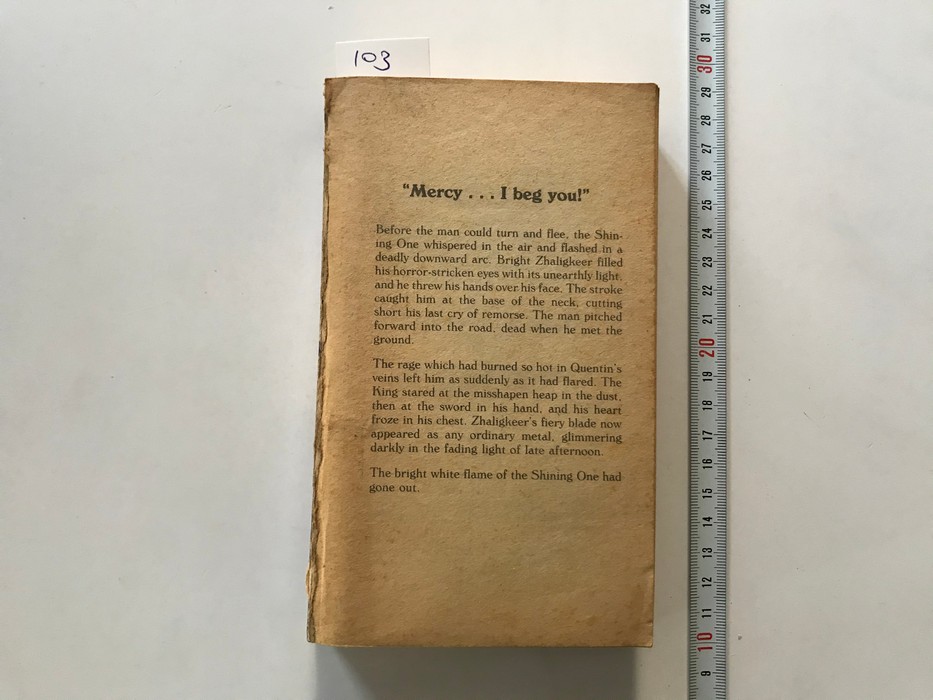 103
"Mercy . . . I beg you!"
Before the man could turn and flee, the Shin-
ing One whispered in the air and flashed in a
deadly downward arc. Bright Zhaligkeer filled
his horror-stricken eyes with its unearthly light,
and he threw his hands over his face. The stroke
caught him at the base of the neck, cutting
short his last cry of remorse. The man pitched
forward into the road, dead when he met the
ground.
The rage which had burned so hot in Quentin's
veins left him as suddenly as it had flared. The
King stared at the misshapen heap in the dust,
then at the sword in his hand, and his heart
froze in his chest. Zhaligkeer's fiery blade now
appeared as any ordinary metal, glimmering
darkly in the fading light of late afternoon.
The bright white flame of the Shining One had
gone out.
32
31
30
29
28
27
26
25
24
23
22
21
20
19
18
17
16
15
14
13
12
11
10
9